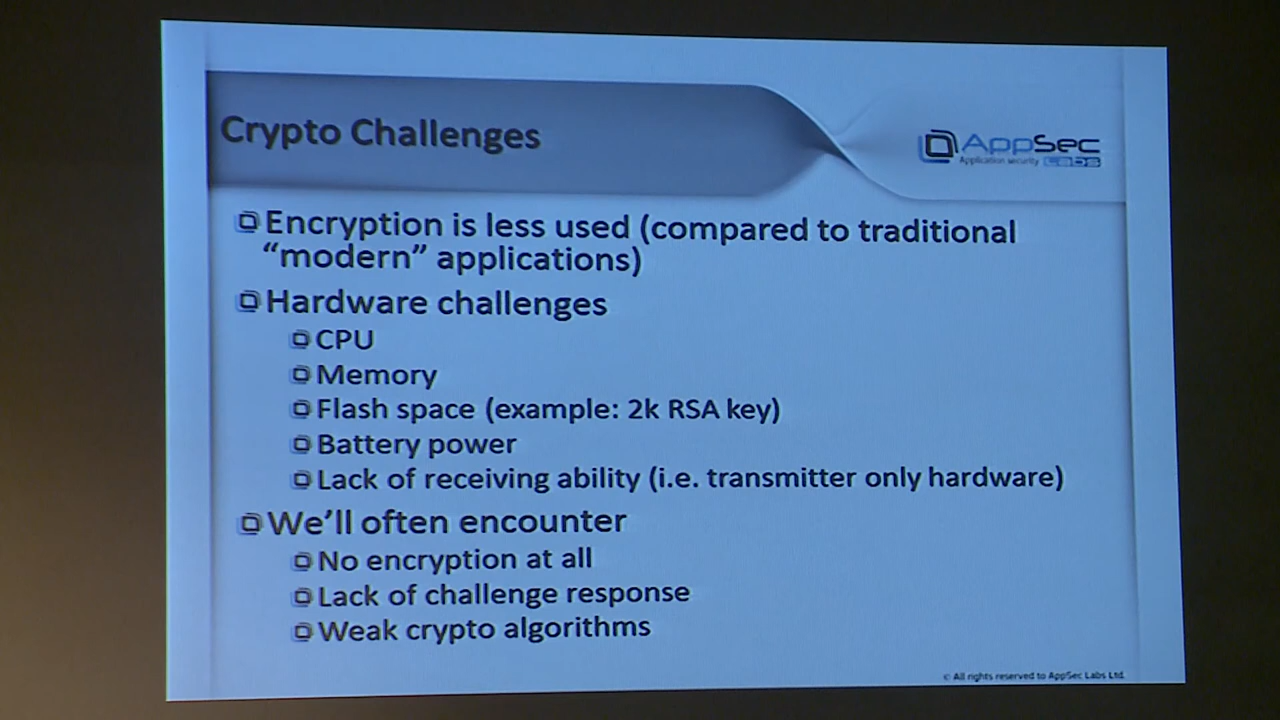 Crypto Challenges
AppSec
Application security Labs
Encryption is less used (compared to traditional
“modern” applications)
Hardware challenges
CPU
Memory
Flash space (example: 2k RSA key)
Battery power
Lack of receiving ability (i.e. transmitter only hardware)
We’ll often encounter
No encryption at all
Lack of challenge response
Weak crypto algorithms
© All rights reserved to AppSec Labs Ltd.